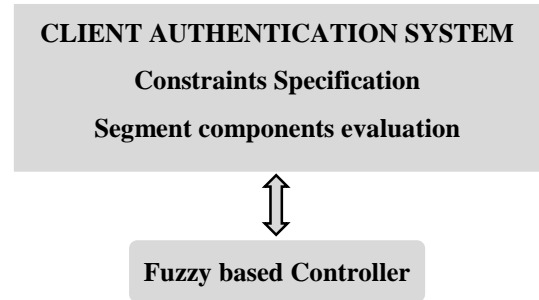 CLIENT AUTHENTICATION SYSTEM
Constraints Specification
Segment components evaluation
Fuzzy based Controller